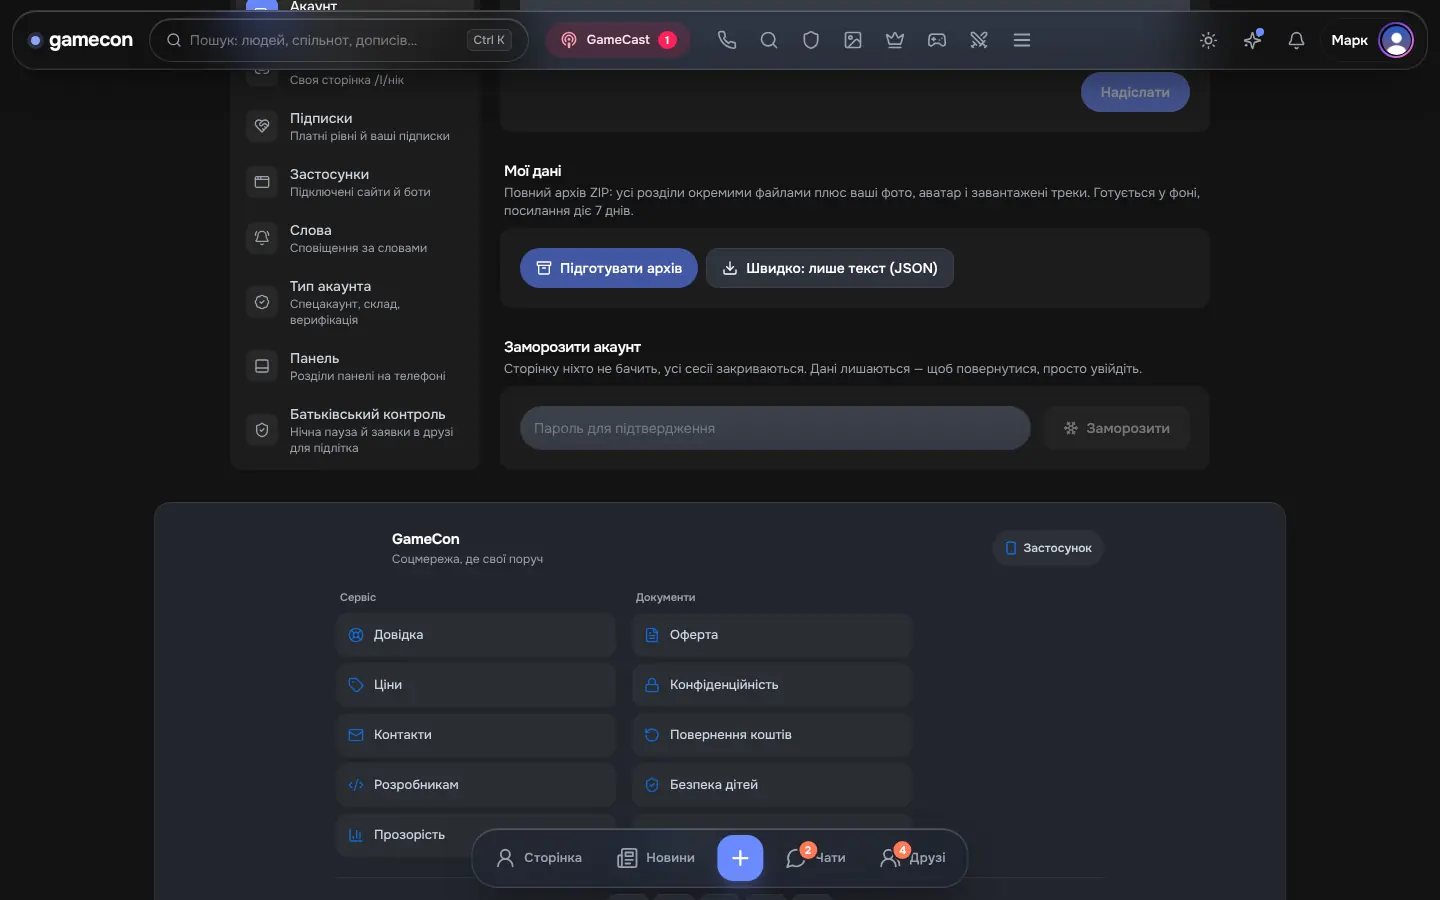 Акаунт
gamecon
Пошук: людей, спільнот, дописів...
Ctrl K
GameCast 1
Марк
Своя сторінка /l/нік
Підписки
Платні рівні й ваші підписки
Застосунки
Підключені сайти й боти
Слова
Сповіщення за словами
Тип акаунта
Спецакаунт, склад,
верифікація
Панель
Розділи панелі на телефоні
Батьківський контроль
Нічна пауза й заявки в друзі
для підлітка
Надіслати
Мої дані
Повний архів ZIP: усі розділи окремими файлами плюс ваші фото, аватар і завантажені треки. Готується у фоні,
посилання діє 7 днів.
Підготувати архів
Швидко: лише текст (JSON)
Заморозити акаунт
Сторінку ніхто не бачить, усі сесії закриваються. Дані лишаються — щоб повернутися, просто увійдіть.
Пароль для підтвердження
Заморозити
GameCon
Соцмережа, де свої поруч
Застосунок
Сервіс
Довідка
Ціни
Контакти
Розробникам
Прозорість
Документи
Оферта
Конфіденційність
Повернення коштів
Безпека дітей
Сторінка
Новини
2
Чати
4
Друзі